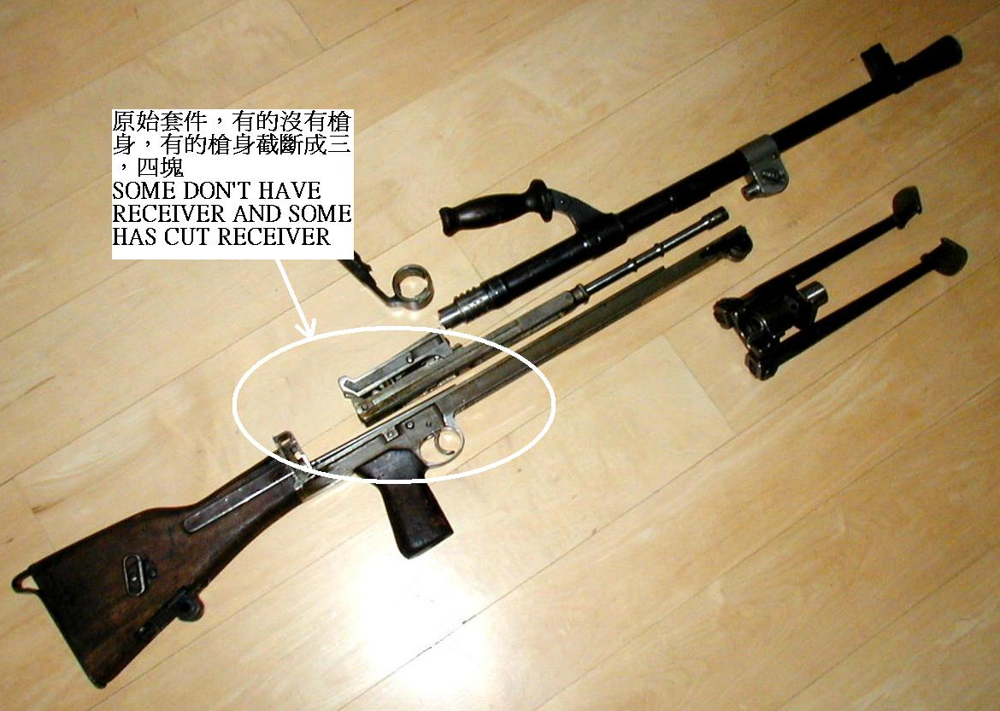 原始套件，有的沒有槍
身，有的槍身截斷成三
，四塊
SOME DON'T HAVE
RECEIVER AND SOME
HAS CUT RECEIVER